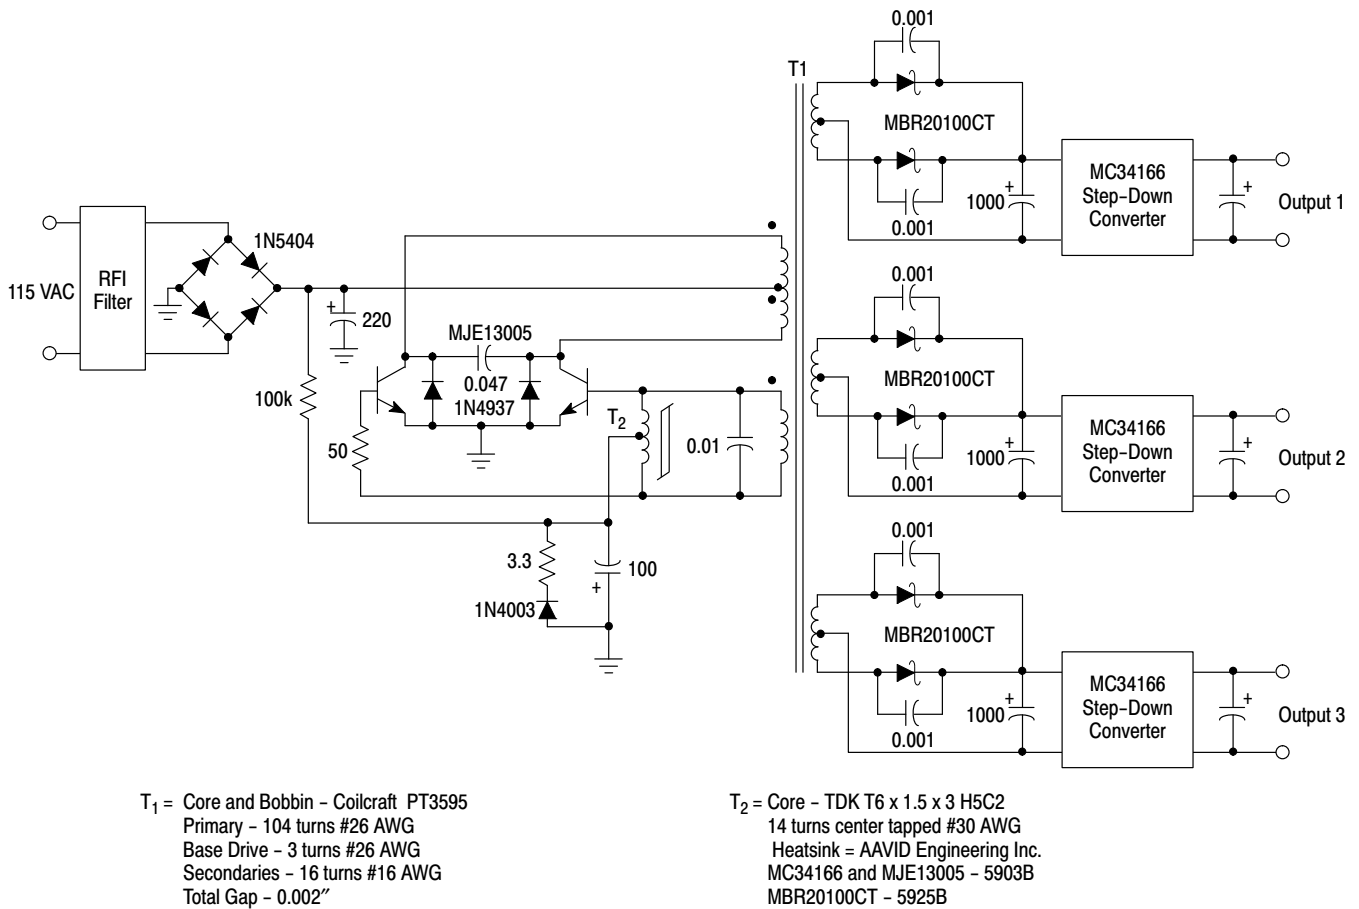 0.001
T1
MBR20100CT
0.001
1000
+
MC34166
Step-Down
Converter
+
Output 1
115 VAC
RFI
Filter
1N5404
+
220
100k
MJE13005
0.047
1N4937
50
T2
0.01
3.3
1N4003
100
+
0.001
MBR20100CT
0.001
1000
+
MC34166
Step-Down
Converter
+
Output 2
0.001
MBR20100CT
0.001
1000
+
MC34166
Step-Down
Converter
+
Output 3
T1 = Core and Bobbin - Coilcraft PT3595
Primary - 104 turns #26 AWG
Base Drive - 3 turns #26 AWG
Secondaries - 16 turns #16 AWG
Total Gap - 0.002″
T2 = Core - TDK T6 x 1.5 x 3 H5C2
14 turns center tapped #30 AWG
Heatsink = AAVID Engineering Inc.
MC34166 and MJE13005 - 5903B
MBR20100CT - 5925B